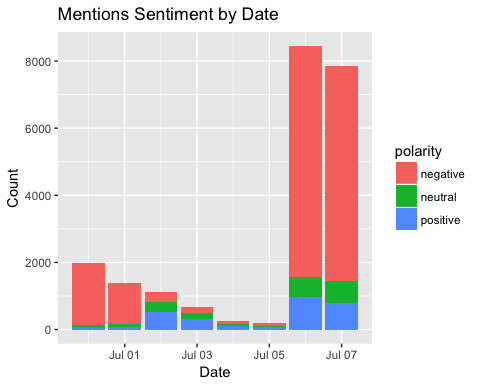 Mentions Sentiment by Date
8000
6000
4000
2000
0
Count
Jul 01
Jul 03
Jul 05
Jul 07
Date
polarity
negative
neutral
positive